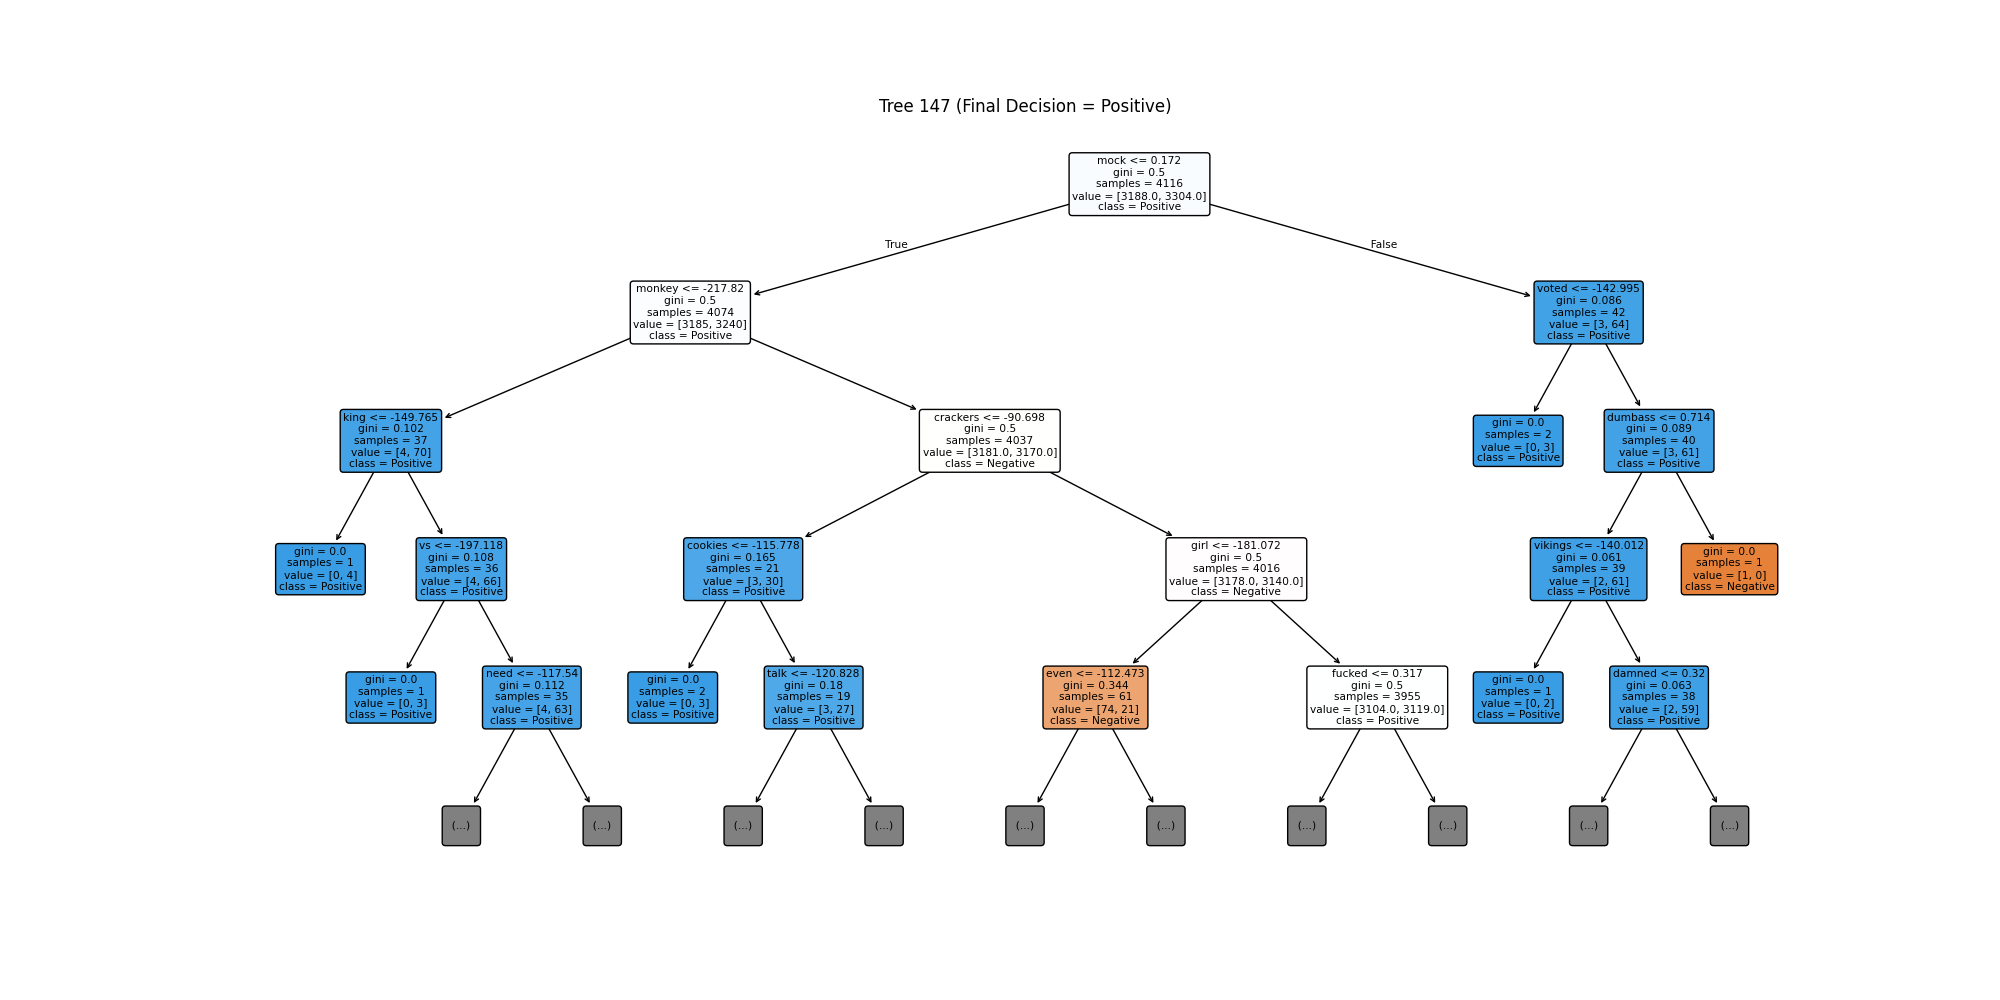 Tree 147 (Final Decision = Positive)
mock <= 0.172
gini = 0.5
samples = 4116
value = [3188.0, 3304.0]
class = Positive
True
False
monkey <= -217.82
gini = 0.5
samples = 4074
value = [3185, 3240]
class = Positive
voted <= -142.995
gini = 0.086
samples = 42
value = [3, 64]
class = Positive
king <= -149.765
gini = 0.102
samples = 37
value = [4, 70]
class = Positive
crackers <= -90.698
gini = 0.5
samples = 4037
value = [3181.0, 3170.0]
class = Negative
gini = 0.0
samples = 2
value = [0, 3]
class = Positive
dumbass <= 0.714
gini = 0.089
samples = 40
value = [3, 61]
class = Positive
gini = 0.0
samples = 1
value = [0, 4]
class = Positive
vs <= -197.118
gini = 0.108
samples = 36
value = [4, 66]
class = Positive
cookies <= -115.778
gini = 0.165
samples = 21
value = [3, 30]
class = Positive
girl <= -181.072
gini = 0.5
samples = 4016
value = [3178.0, 3140.0]
class = Negative
vikings <= -140.012
gini = 0.061
samples = 39
value = [2, 61]
class = Positive
gini = 0.0
samples = 1
value = [1, 0]
class = Negative
gini = 0.0
samples = 1
value = [0, 3]
class = Positive
need <= -117.54
gini = 0.112
samples = 35
value = [4, 63]
class = Positive
gini = 0.0
samples = 2
value = [0, 3]
class = Positive
talk <= -120.828
gini = 0.18
samples = 19
value = [3, 27]
class = Positive
even <= -112.473
gini = 0.344
samples = 61
value = [74, 21]
class = Negative
fucked <= 0.317
gini = 0.5
samples = 3955
value = [3104.0, 3119.0]
class = Positive
gini = 0.0
samples = 1
value = [0, 2]
class = Positive
damned <= 0.32
gini = 0.063
samples = 38
value = [2, 59]
class = Positive
(...)
(...)
(...)
(...)
(...)
(...)
(...)
(...)
(...)
(...)